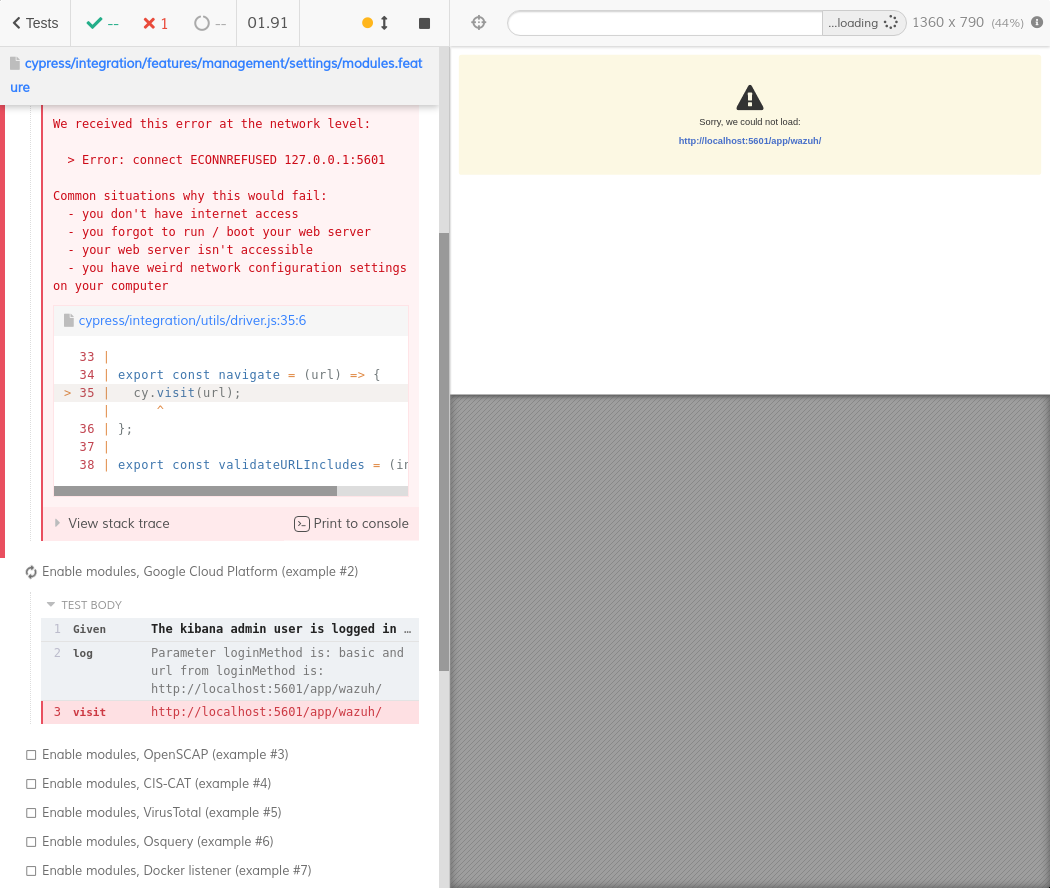 Tests
--
1
--
01.91
...loading
1360 x 790 (44%)
cypress/integration/features/management/settings/modules.feat
ure
We received this error at the network level:
> Error: connect ECONNREFUSED 127.0.0.1:5601
Common situations why this would fail:
- you don't have internet access
- you forgot to run / boot your web server
- your web server isn't accessible
- you have weird network configuration settings
on your computer
cypress/integration/utils/driver.js:35:6
33 |
34 | export const navigate = (url) => {
> 35 |   cy.visit(url);
|      ^
36 | };
37 |
38 | export const validateURLIncludes = (in
View stack trace
Print to console
Enable modules, Google Cloud Platform (example #2)
TEST BODY
1 Given The kibana admin user is logged in …
2 log Parameter loginMethod is: basic and
url from loginMethod is:
http://localhost:5601/app/wazuh/
3 visit http://localhost:5601/app/wazuh/
Enable modules, OpenSCAP (example #3)
Enable modules, CIS-CAT (example #4)
Enable modules, VirusTotal (example #5)
Enable modules, Osquery (example #6)
Enable modules, Docker listener (example #7)
Sorry, we could not load:
http://localhost:5601/app/wazuh/